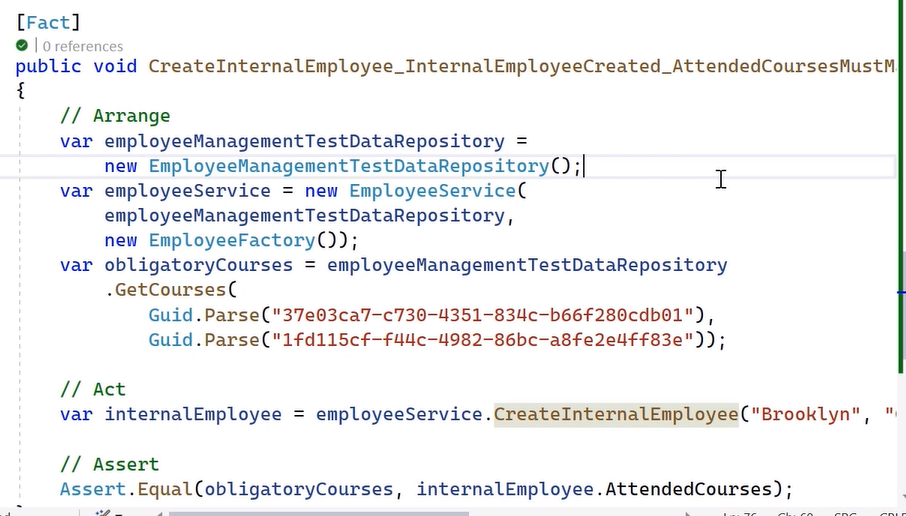 [Fact]
0 references
public void CreateInternalEmployee_InternalEmployeeCreated_AttendedCoursesMustM
{
// Arrange
var employeeManagementTestDataRepository =
new EmployeeManagementTestDataRepository();
var employeeService = new EmployeeService(
employeeManagementTestDataRepository,
new EmployeeFactory());
var obligatoryCourses = employeeManagementTestDataRepository
.GetCourses(
Guid.Parse("37e03ca7-c730-4351-834c-b66f280cdb01"),
Guid.Parse("1fd115cf-f44c-4982-86bc-a8fe2e4ff83e"));
// Act
var internalEmployee = employeeService.CreateInternalEmployee("Brooklyn", "
// Assert
Assert.Equal(obligatoryCourses, internalEmployee.AttendedCourses);